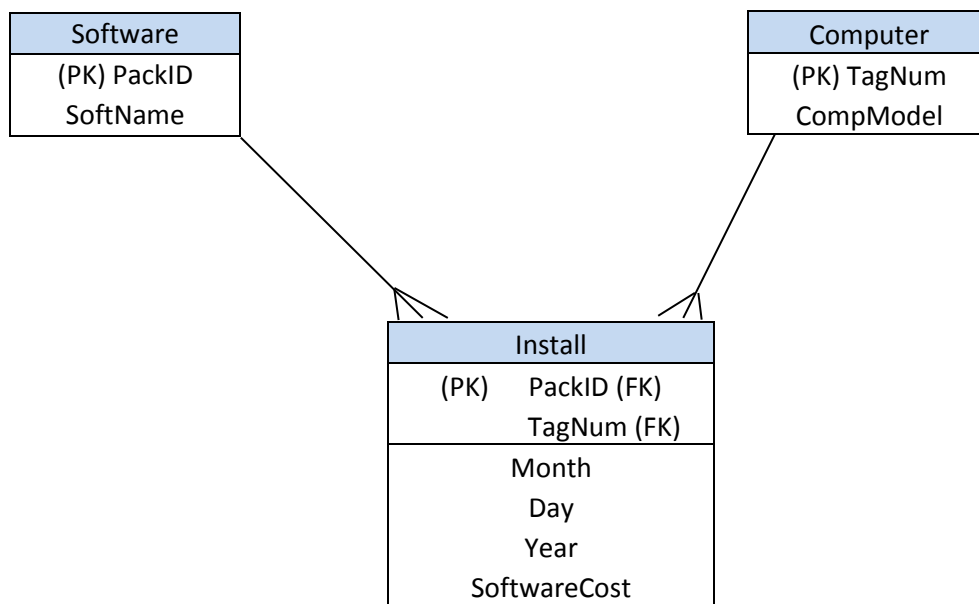 Software
(PK) PackID
SoftName
Computer
(PK) TagNum
CompModel
Install
(PK) PackID (FK)
TagNum (FK)
Month
Day
Year
SoftwareCost